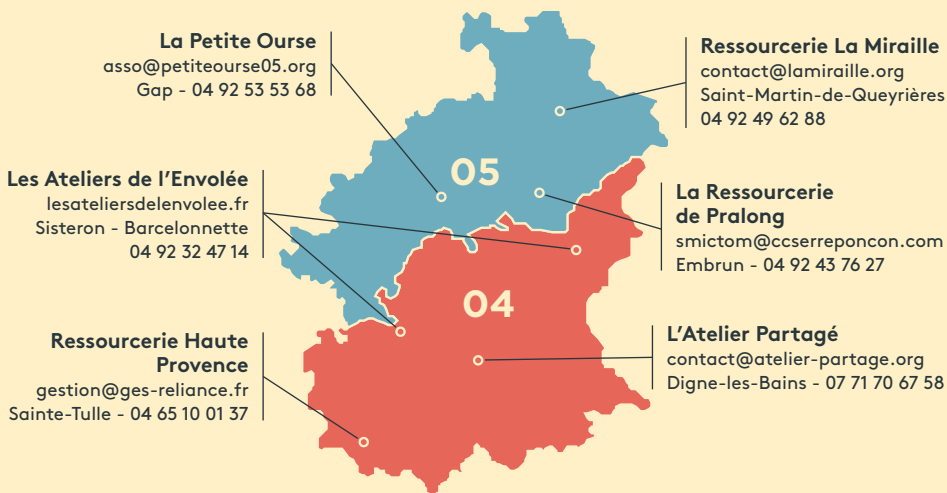 La Petite Ourse
asso@petiteourse05.org
Gap - 04 92 53 53 68
Ressourcerie La Miraille
contact@lamiraille.org
Saint-Martin-de-Queyrières
04 92 49 62 88
05
Les Ateliers de l'Envolée
lesateliersdelenvolee.fr
Sisteron - Barcelonnette
04 92 32 47 14
La Ressourcerie
de Pralong
smictom@ccserreponcon.com
Embrun - 04 92 43 76 27
04
Ressourcerie Haute
Provence
gestion@ges-reliance.fr
Sainte-Tulle - 04 65 10 01 37
L'Atelier Partagé
contact@atelier-partage.org
Digne-les-Bains - 07 71 70 67 58